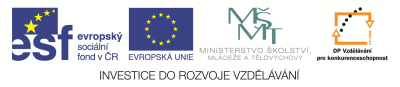 esf evropský sociální fond v ČR
EVROPSKÁ UNIE
MŠMT
MINISTERSTVO ŠKOLSTVÍ,
MLÁDEŽE A TĚLOVÝCHOVY
OP Vzdělávání
pro konkurenceschopnost
INVESTICE DO ROZVOJE VZDĚLÁVÁNÍ